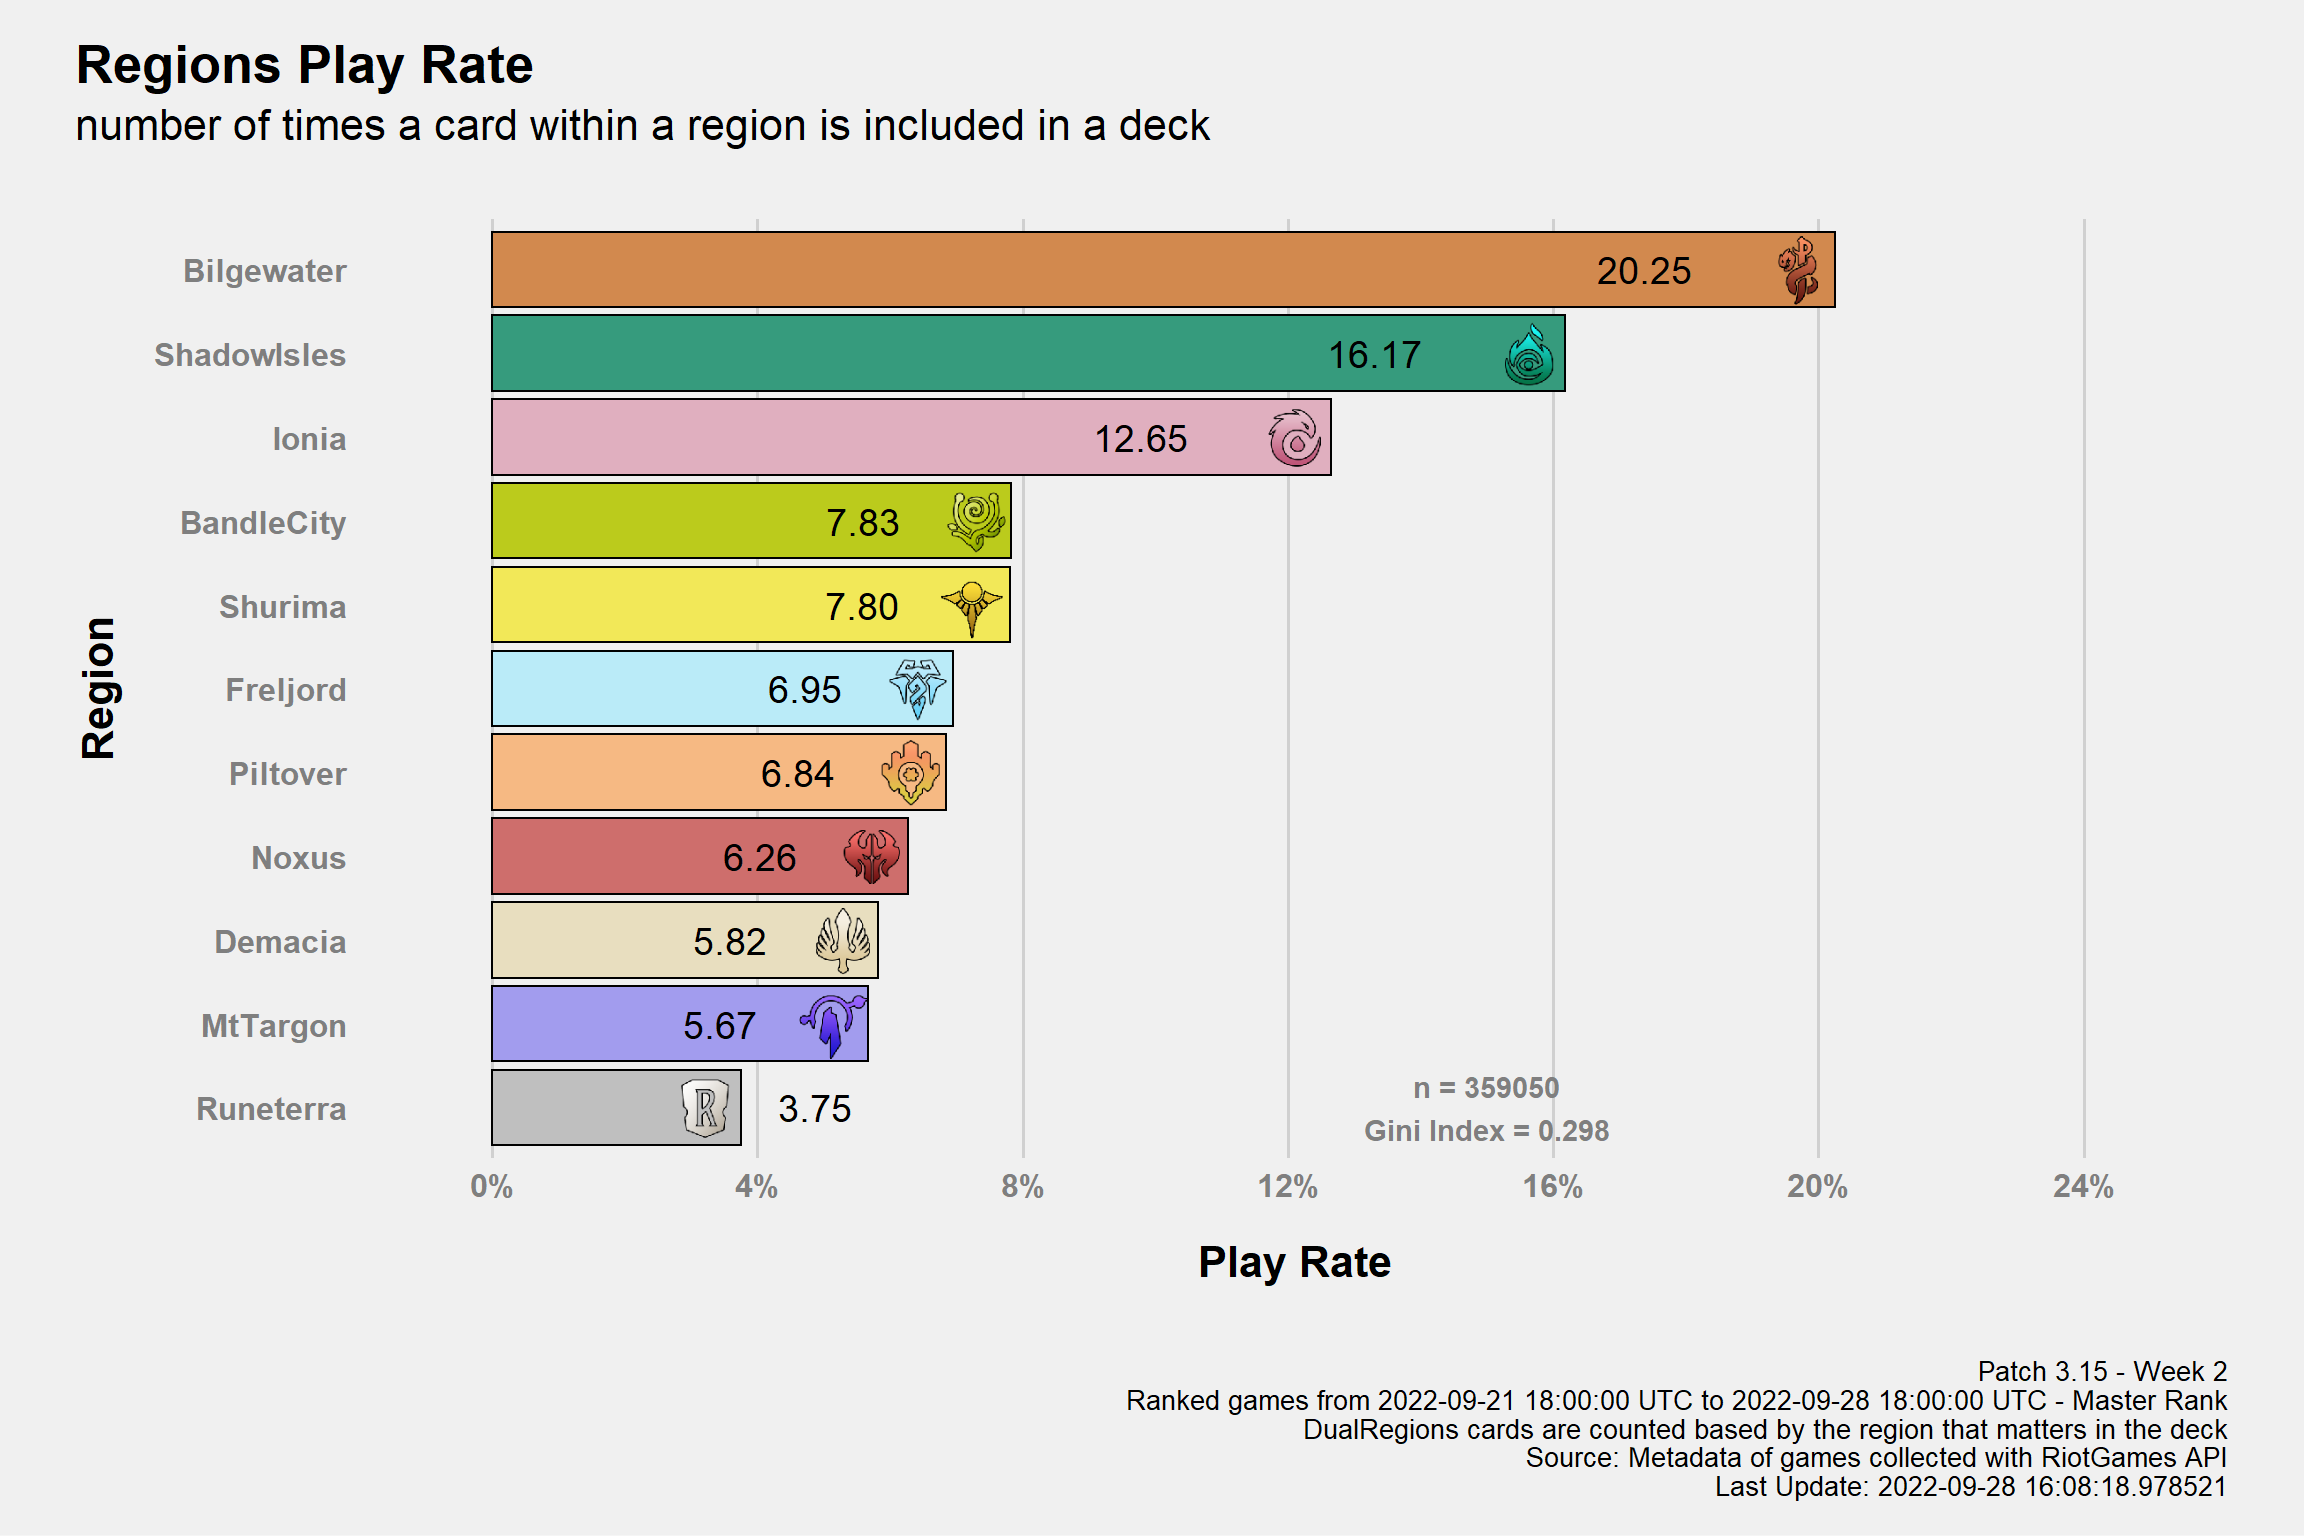 Regions Play Rate
number of times a card within a region is included in a deck
Region
Bilgewater 20.25
ShadowIsles 16.17
Ionia 12.65
BandleCity 7.83
Shurima 7.80
Freljord 6.95
Piltover 6.84
Noxus 6.26
Demacia 5.82
MtTargon 5.67
Runeterra R 3.75
n = 359050
Gini Index = 0.298
0% 4% 8% 12% 16% 20% 24%
Play Rate
Patch 3.15 - Week 2
Ranked games from 2022-09-21 18:00:00 UTC to 2022-09-28 18:00:00 UTC - Master Rank
DualRegions cards are counted based by the region that matters in the deck
Source: Metadata of games collected with RiotGames API
Last Update: 2022-09-28 16:08:18.978521